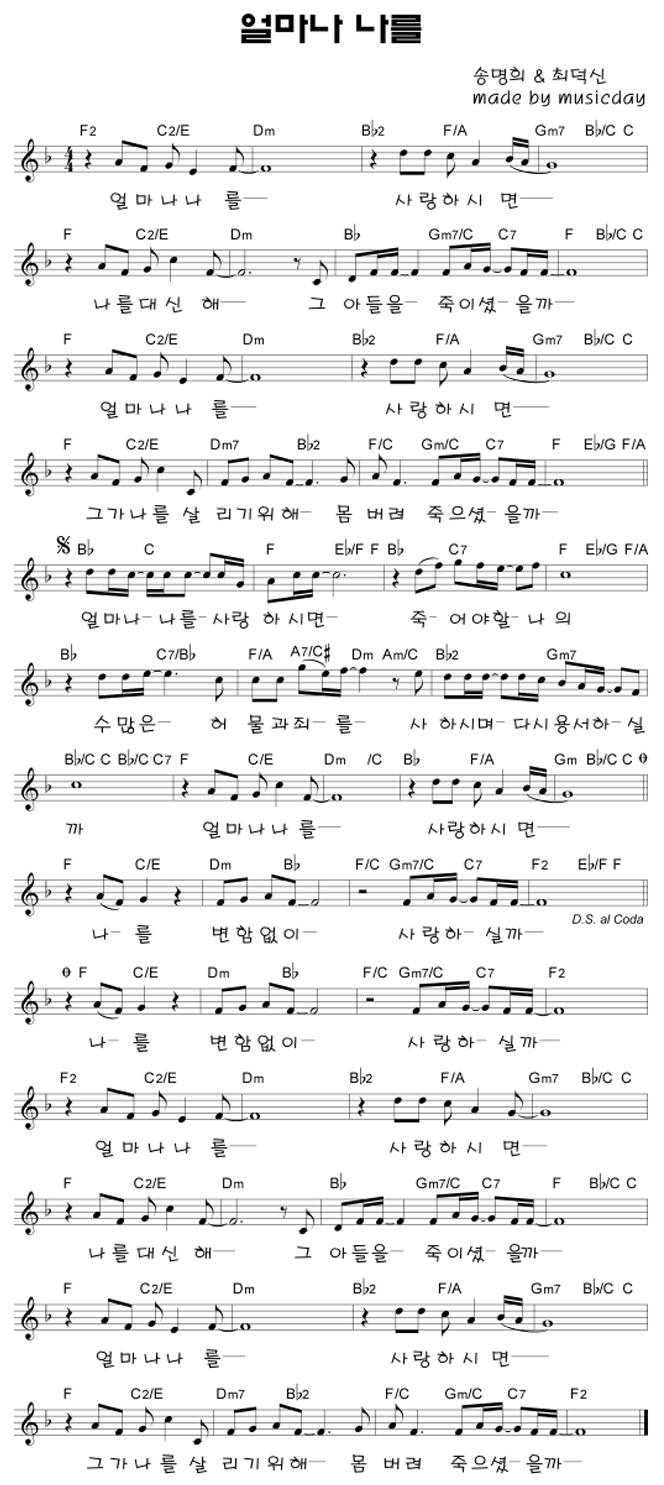 얼마나 나를
송명희 & 최덕신
made by musicday
F2 C2/E Dm B♭2 F/A Gm7 B♭/C C
얼마나나 를 사랑하시 면
F C2/E Dm B♭ Gm7/C C7 F B♭/C C
나를대신 해 그 아들을 죽이셨 을까
F C2/E Dm B♭2 F/A Gm7 B♭/C C
얼마나나 를 사랑하시 면
F C2/E Dm7 B♭2 F/C Gm/C C7 F E♭/G F/A
그가나를 살 리기위해 몸 버려 죽으셨 을까
B♭ C F E♭/F F B♭ C7 F E♭/G F/A
얼마나 나를 사랑 하시면 죽 어야할 나 의
B♭ C7/B♭ F/A A7/C# Dm Am/C B♭2 Gm7
수많은 허 물과죄 를 사 하시며 다시용서하 실
B♭/C C B♭/C C7 F C/E Dm /C B♭ F/A Gm B♭/C C
까 얼마나나 를 사랑하시 면
F C/E Dm B♭ F/C Gm7/C C7 F2 E♭/F F
D.S. al Coda
나 를 변함없이 사랑하 실까
F C/E Dm B♭ F/C Gm7/C C7 F2
나 를 변함없이 사랑하 실까
F2 C2/E Dm B♭2 F/A Gm7 B♭/C C
얼마나나 를 사랑하시 면
F C2/E Dm B♭ Gm7/C C7 F B♭/C C
나를대신 해 그 아들을 죽이셨 을까
F C2/E Dm B♭2 F/A Gm7 B♭/C C
얼마나나 를 사랑하시 면
F C2/E Dm7 B♭2 F/C Gm/C C7 F2
그가나를 살 리기위해 몸 버려 죽으셨 을까